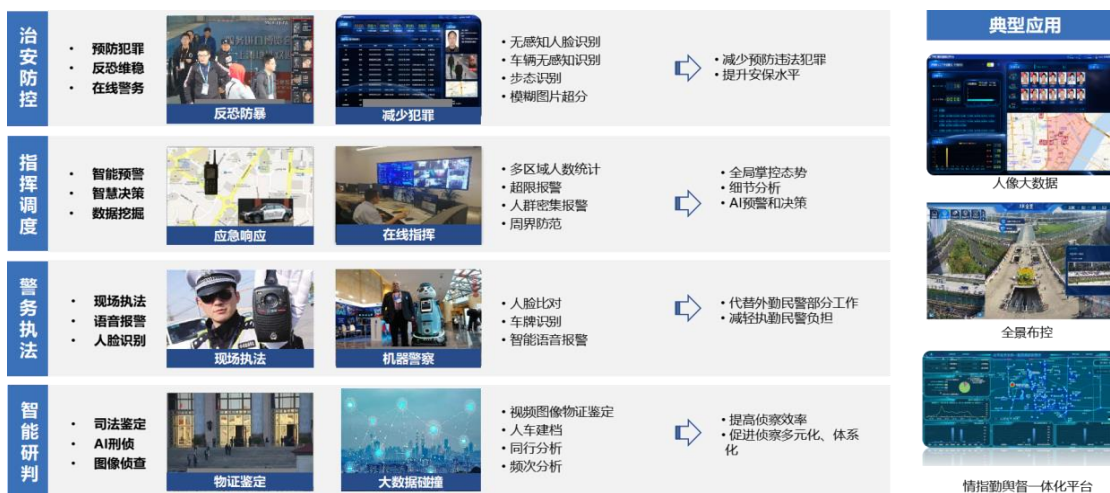 治安防控
• 预防犯罪
• 反恐维稳
• 在线警务
反恐防暴
减少犯罪
• 无感知人脸识别
• 车辆无感知识别
• 步态识别
• 模糊图片超分
• 减少预防违法犯罪
• 提升安保水平
指挥调度
• 智能预警
• 智慧决策
• 数据挖掘
应急响应
在线指挥
• 多区域人数统计
• 超限报警
• 人群密集报警
• 周界防范
• 全局掌控态势
• 细节分析
• AI预警和决策
警务执法
• 现场执法
• 语音报警
• 人脸识别
现场执法
机器警察
• 人脸比对
• 车牌识别
• 智能语音报警
• 代替外勤民警部分工作
• 减轻执勤民警负担
智能研判
• 司法鉴定
• AI刑侦
• 图像侦查
物证鉴定
大数据碰撞
• 视频图像物证鉴定
• 人车建档
• 同行分析
• 频次分析
• 提高侦察效率
• 促进侦察多元化、体系
化
典型应用
人像大数据
全景布控
情指勤舆督一体化平台